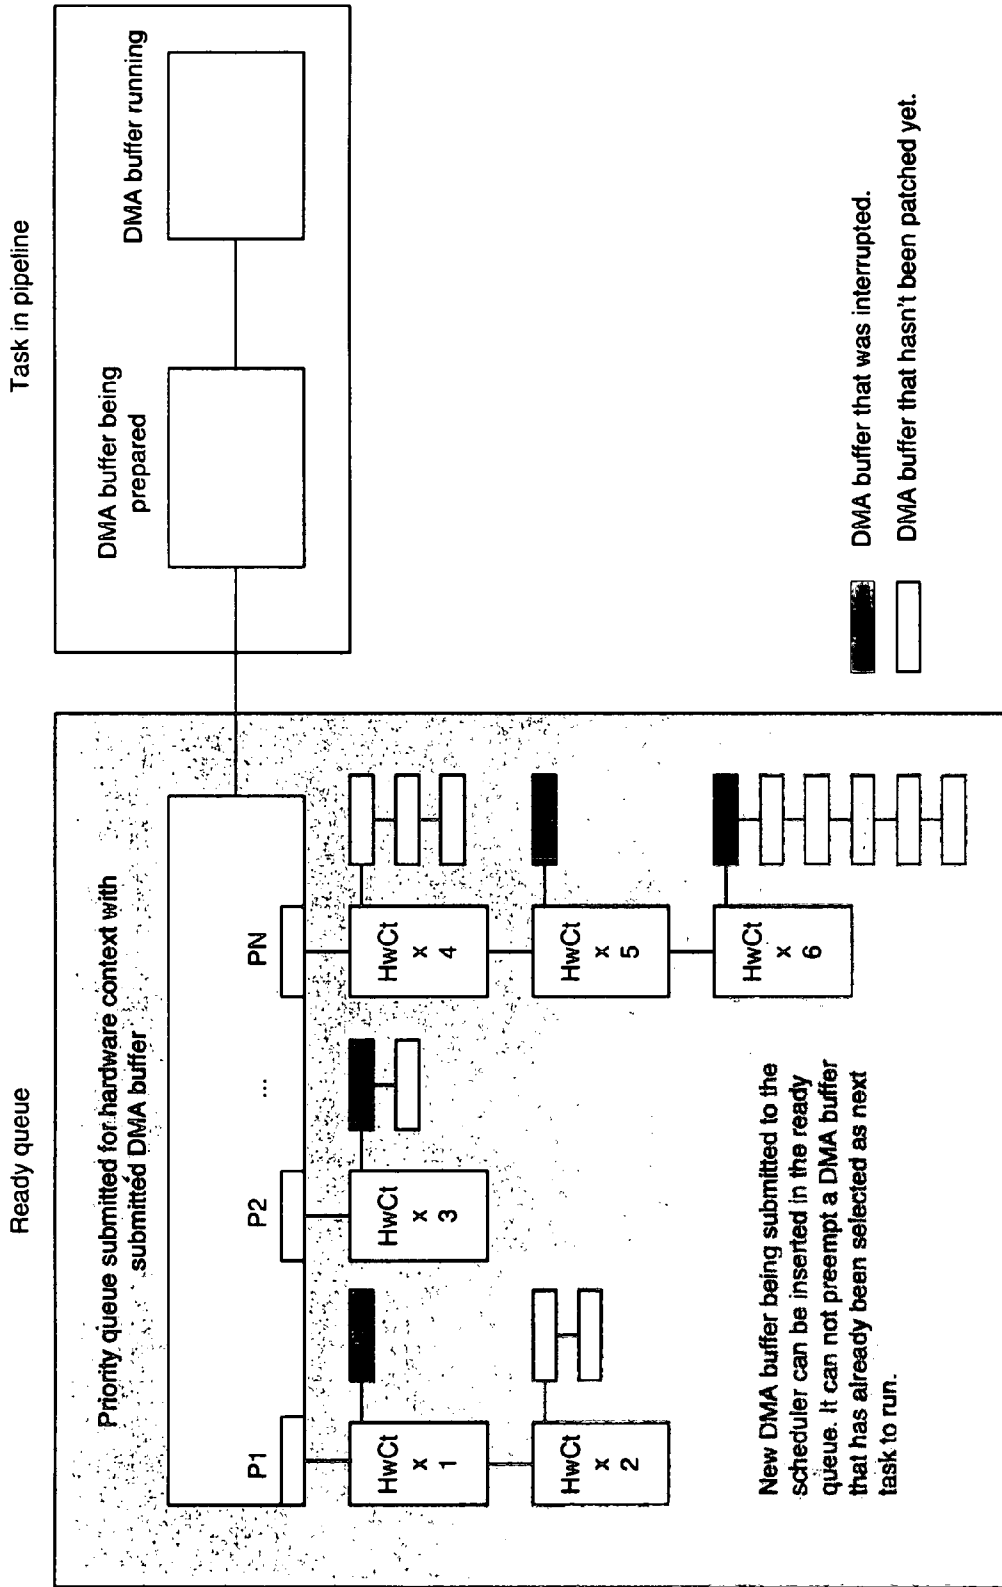 Ready queue
Priority queue submitted for hardware context with
submitted DMA buffer
P1
P2
...
PN
HwCt
x
1
HwCt
x
2
HwCt
x
3
HwCt
x
4
HwCt
x
5
HwCt
x
6
New DMA buffer being submitted to the
scheduler can be inserted in the ready
queue. It can not preempt a DMA buffer
that has already been selected as next
task to run.
Task in pipeline
DMA buffer being
prepared
DMA buffer running
DMA buffer that was interrupted.
DMA buffer that hasn't been patched yet.